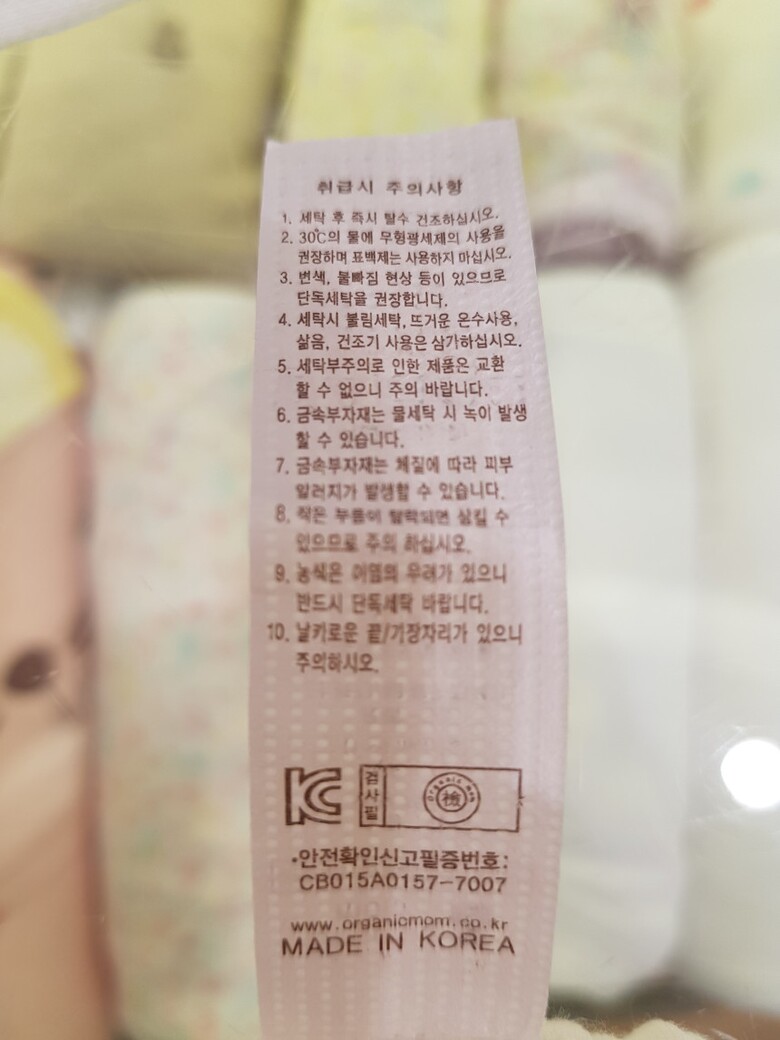 취급시 주의사항
1. 세탁 후 즉시 탈수 건조하십시오.
2. 30℃의 물에 무형광세제의 사용을
권장하며 표백제는 사용하지 마십시오.
3. 변색, 물빠짐 현상 등이 있으므로
단독세탁을 권장합니다.
4. 세탁시 불림세탁, 뜨거운 온수사용,
삶음, 건조기 사용은 삼가하십시오.
5. 세탁부주의로 인한 제품은 교환
할 수 없으니 주의 바랍니다.
6. 금속부자재는 물세탁 시 녹이 발생
할 수 있습니다.
7. 금속부자재는 체질에 따라 피부
알러지가 발생할 수 있습니다.
8. 작은 부품이 탈락되면 삼킬 수
있으므로 주의 하십시오.
9. 농색은 이염의 우려가 있으니
반드시 단독세탁 바랍니다.
10. 날카로운 끝/기장자리가 있으니
주의하시오.
KC 검사필 Organic mom 檢
•안전확인신고필증번호:
CB015A0157-7007
www.organicmom.co.kr
MADE IN KOREA